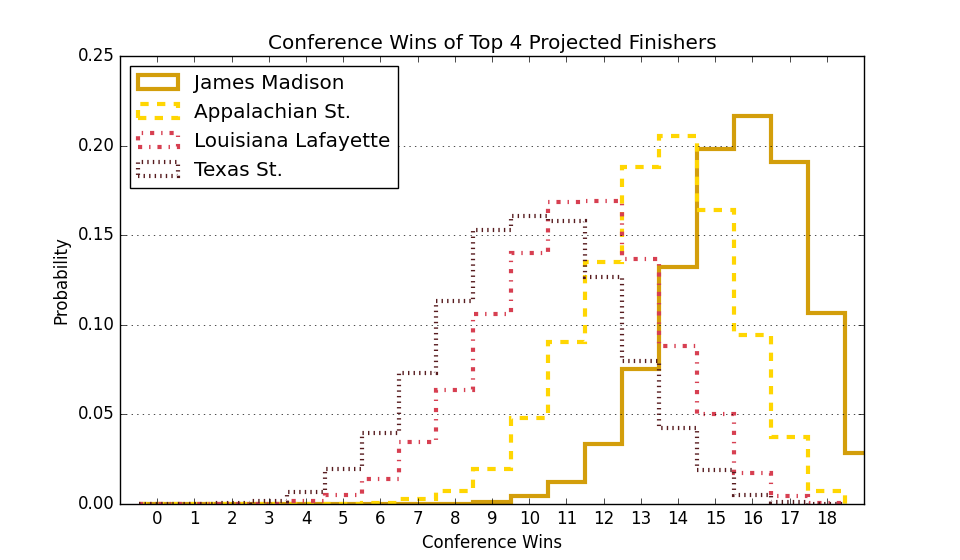 Conference Wins of Top 4 Projected Finishers
0.25
0.20
0.15
0.10
0.05
0.00
Probability
James Madison
Appalachian St.
Louisiana Lafayette
Texas St.
0 1 2 3 4 5 6 7 8 9 10 11 12 13 14 15 16 17 18
Conference Wins